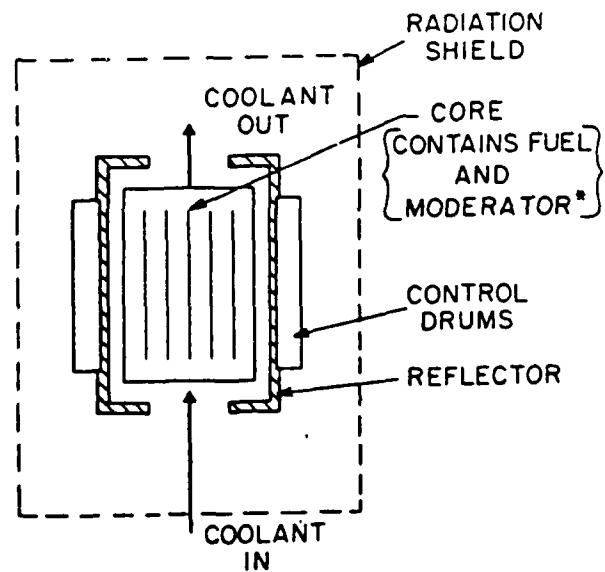 RADIATION
SHIELD
COOLANT
OUT
CORE
{CONTAINS FUEL
AND
MODERATOR*}
CONTROL
DRUMS
REFLECTOR
COOLANT
IN